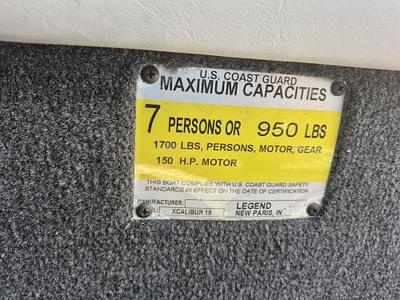 U.S. COAST GUARD
MAXIMUM CAPACITIES
7 PERSONS OR 950 LBS
1700 LBS, PERSONS, MOTOR, GEAR
150 H.P. MOTOR
THIS BOAT COMPLIES WITH U.S. COAST GUARD SAFETY
STANDARDS IN EFFECT ON THE DATE OF CERTIFICATION
MANUFACTURER: LEGEND
XCALIBUR 19 NEW PARIS, IN